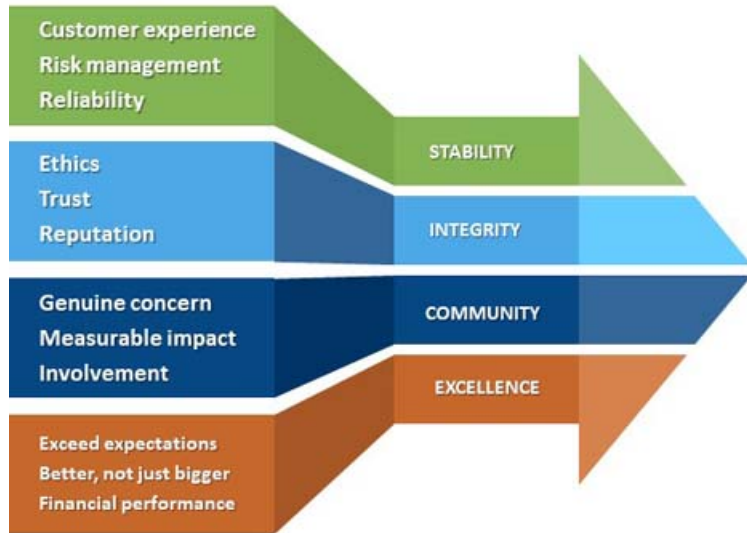 Customer experience
Risk management
Reliability
STABILITY
Ethics
Trust
Reputation
INTEGRITY
Genuine concern
Measurable impact
Involvement
COMMUNITY
Exceed expectations
Better, not just bigger
Financial performance
EXCELLENCE